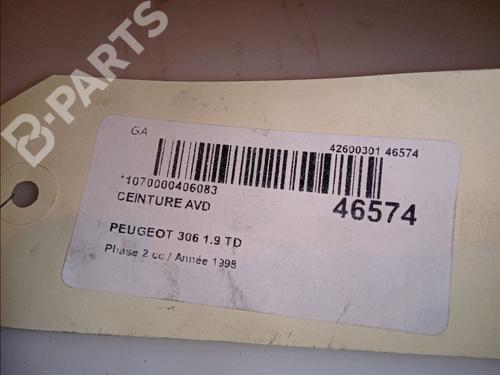 B-PARTS
GA
42600301 46574
*1070000406083
46574
CEINTURE AVD
PEUGEOT 306 1.9 TD
Phase 2 cc / Année 1998